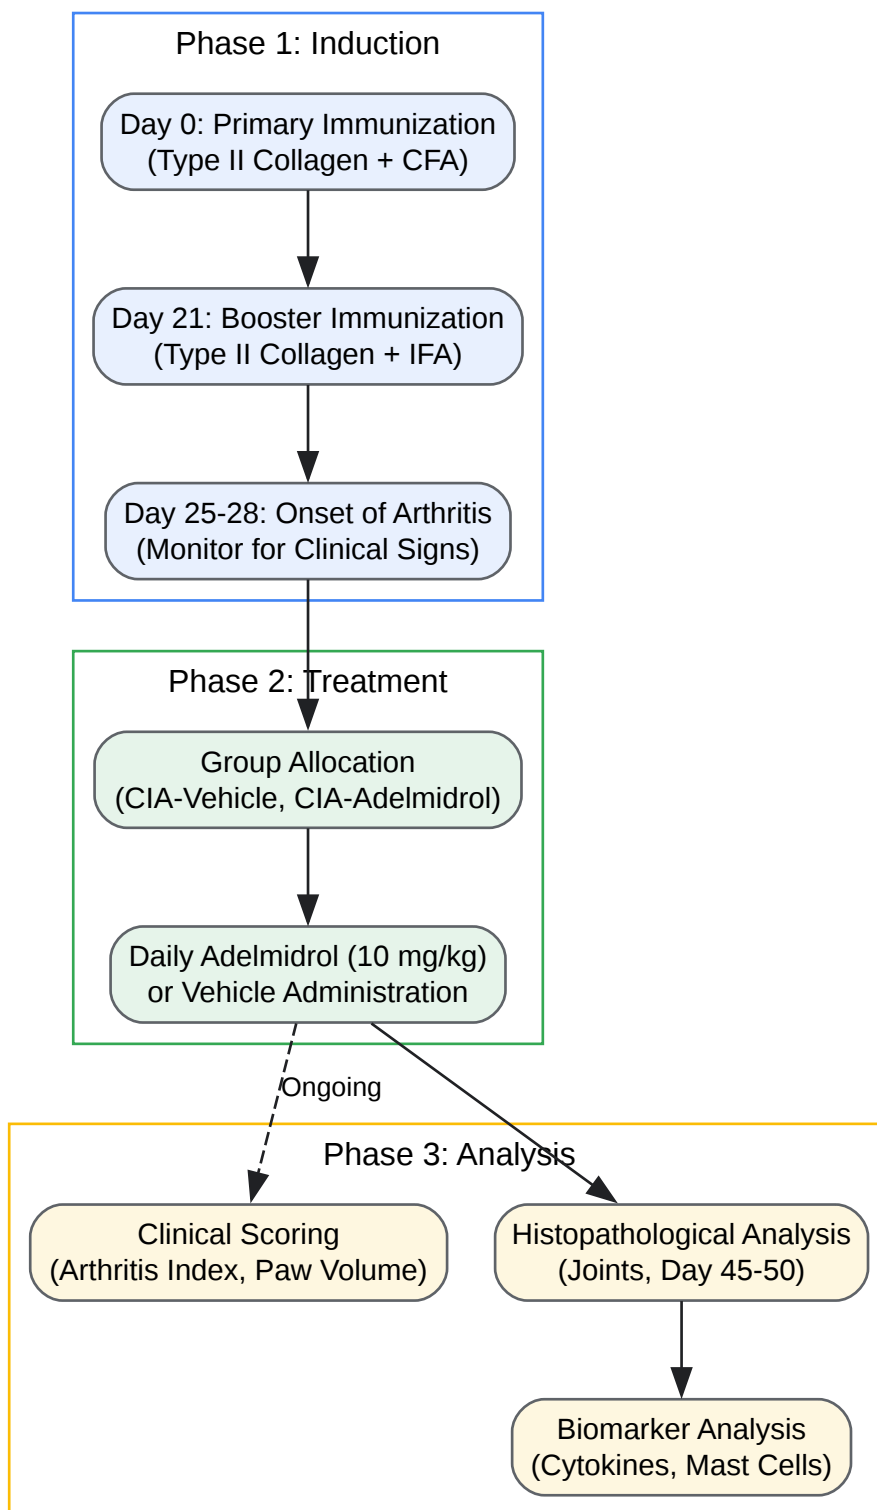 Phase 1: Induction
Day 0: Primary Immunization
(Type II Collagen + CFA)
Day 21: Booster Immunization
(Type II Collagen + IFA)
Day 25-28: Onset of Arthritis
(Monitor for Clinical Signs)
Phase 2: Treatment
Group Allocation
(CIA-Vehicle, CIA-Adelmidrol)
Daily Adelmidrol (10 mg/kg)
or Vehicle Administration
Ongoing
Phase 3: Analysis
Clinical Scoring
(Arthritis Index, Paw Volume)
Histopathological Analysis
(Joints, Day 45-50)
Biomarker Analysis
(Cytokines, Mast Cells)